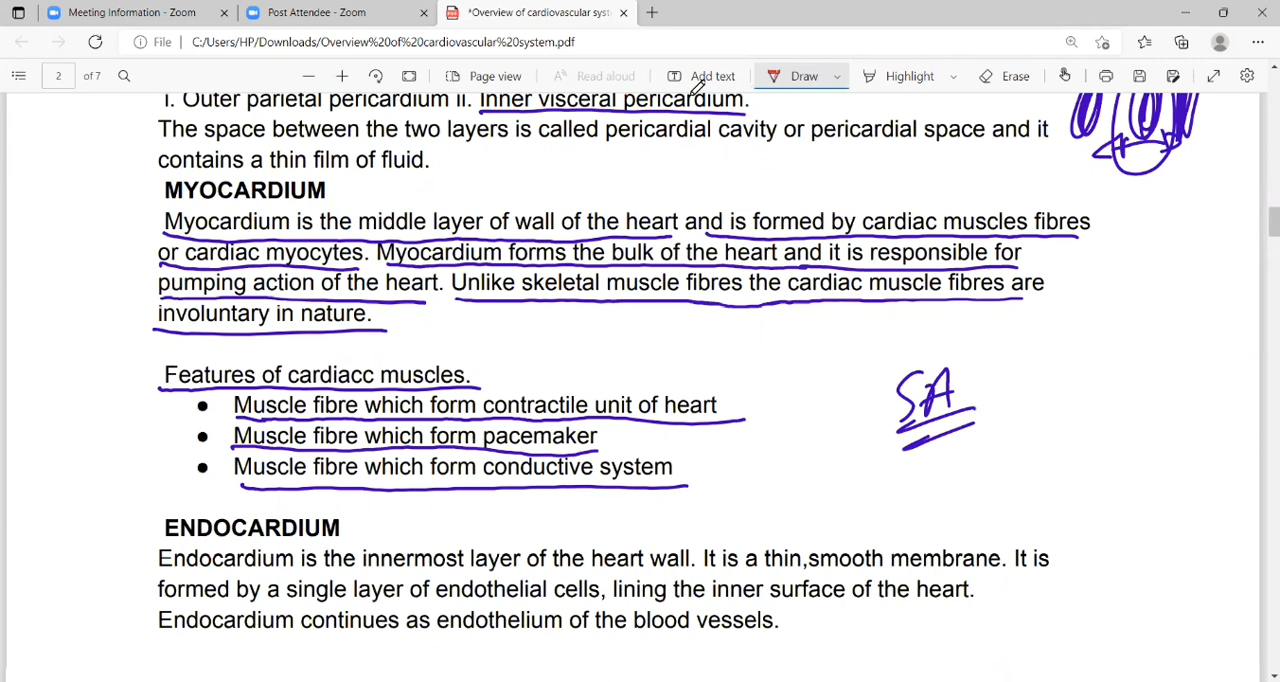 Meeting Information - Zoom
Post Attendee - Zoom
*Overview of cardiovascular syste
File
C:/Users/HP/Downloads/Overview%20of%20cardiovascular%20system.pdf
2 of 7
Page view
Read aloud
Add text
Draw
Highlight
Erase
i. Outer parietal pericardium ii. Inner visceral pericardium.
The space between the two layers is called pericardial cavity or pericardial space and it
contains a thin film of fluid.
MYOCARDIUM
Myocardium is the middle layer of wall of the heart and is formed by cardiac muscles fibres
or cardiac myocytes. Myocardium forms the bulk of the heart and it is responsible for
pumping action of the heart. Unlike skeletal muscle fibres the cardiac muscle fibres are
involuntary in nature.
Features of cardiacc muscles.
● Muscle fibre which form contractile unit of heart
SA
● Muscle fibre which form pacemaker
● Muscle fibre which form conductive system
ENDOCARDIUM
Endocardium is the innermost layer of the heart wall. It is a thin,smooth membrane. It is
formed by a single layer of endothelial cells, lining the inner surface of the heart.
Endocardium continues as endothelium of the blood vessels.